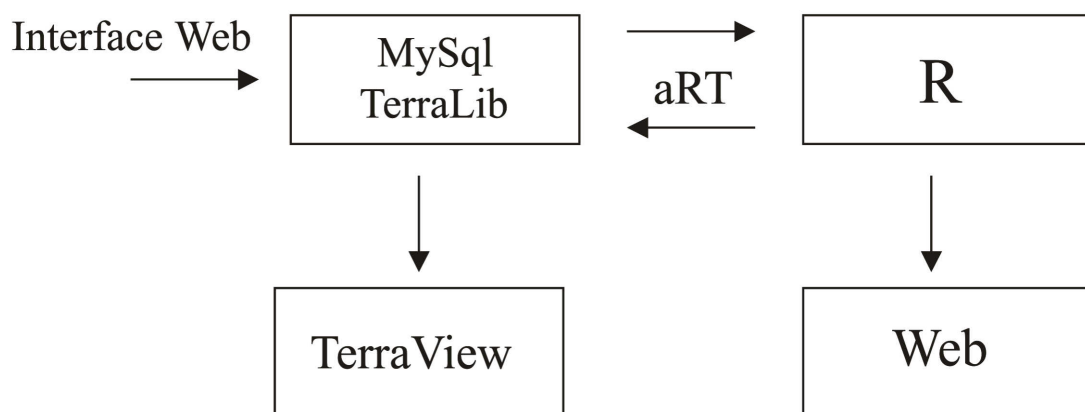 Interface Web
MySql
TerraLib
aRT
R
TerraView
Web